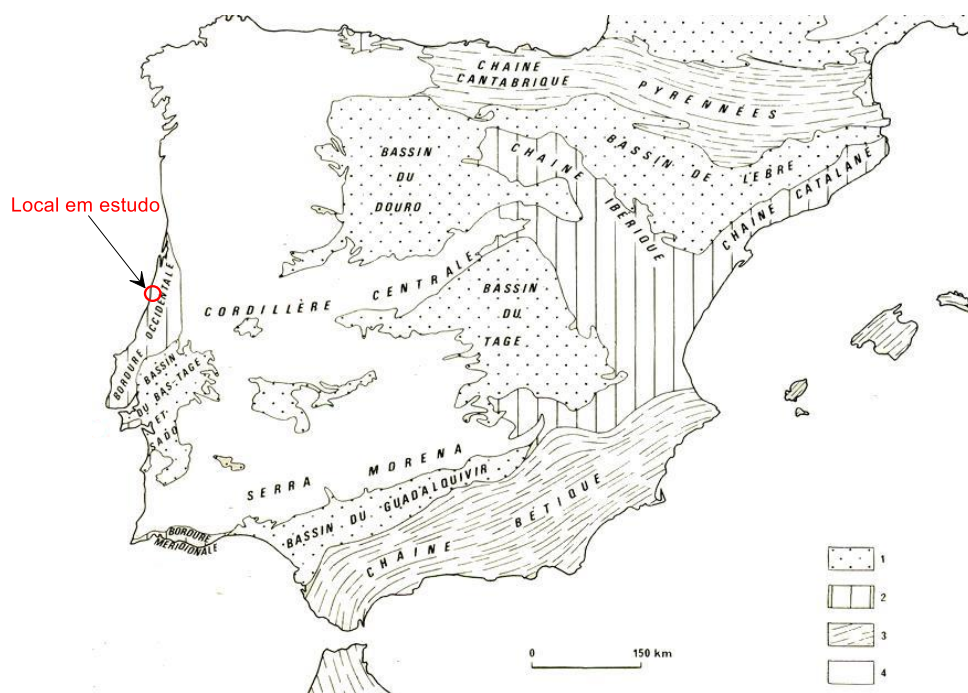 CHAINE
CANTABRIQUE
PYRENNÉES
BASSIN
DU
DOURO
CHAINE IBÉRIQUE
BASSIN DE L'EBRE
CHAINE CATALANE
Local em estudo
BORDURE OCCIDENTALE
CORDILLÈRE CENTRALE
BASSIN
DU
TAGE
BASSIN
DU BAS-TAGE
ET
SADO
SERRA MORENA
BASSIN DU GUADALQUIVIR
CHAÎNE BÉTIQUE
BORDURE
MÉRIDIONALE
1
2
3
4
0 150 km